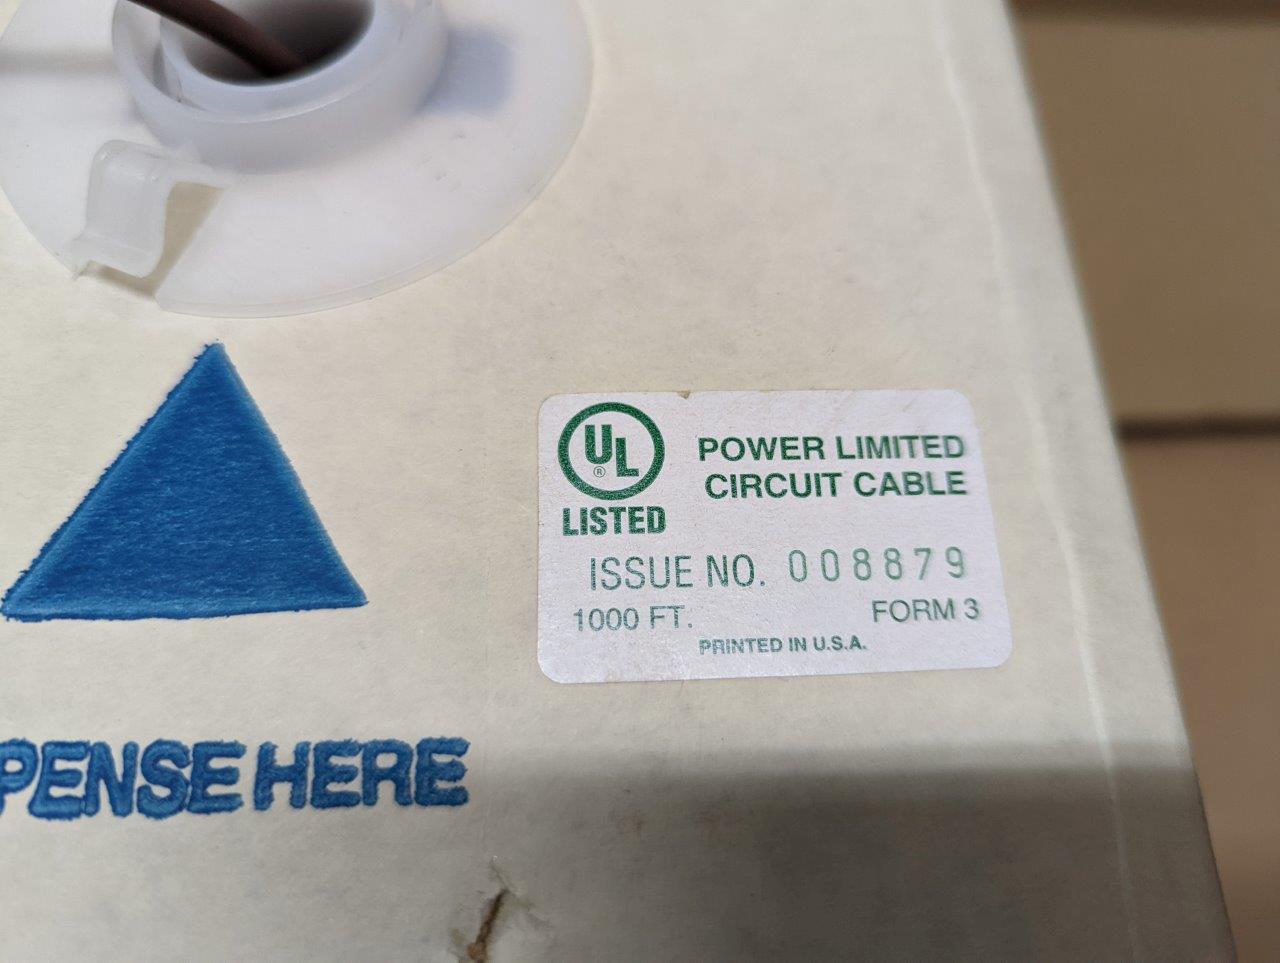 UL
®
LISTED
POWER LIMITED
CIRCUIT CABLE
ISSUE NO. 008879
1000 FT.
FORM 3
PRINTED IN U.S.A.
PENSE HERE